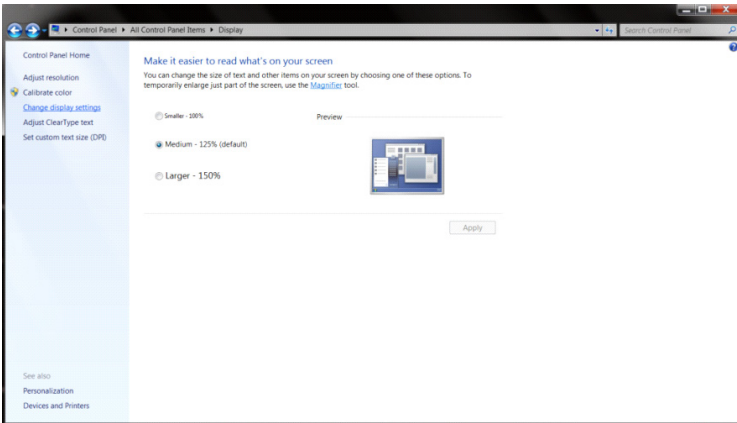 Control Panel ▸ All Control Panel Items ▸ Display
Search Control Panel
Control Panel Home
Adjust resolution
Calibrate color
Change display settings
Adjust ClearType text
Set custom text size (DPI)
See also
Personalization
Devices and Printers
Make it easier to read what's on your screen
You can change the size of text and other items on your screen by choosing one of these options. To
temporarily enlarge just part of the screen, use the Magnifier tool.
Smaller - 100%
Preview
Medium - 125% (default)
Larger - 150%
Apply